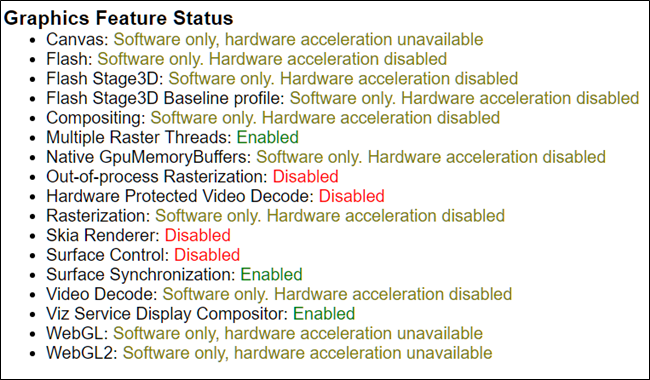 Graphics Feature Status
• Canvas: Software only, hardware acceleration unavailable
• Flash: Software only. Hardware acceleration disabled
• Flash Stage3D: Software only. Hardware acceleration disabled
• Flash Stage3D Baseline profile: Software only. Hardware acceleration disabled
• Compositing: Software only. Hardware acceleration disabled
• Multiple Raster Threads: Enabled
• Native GpuMemoryBuffers: Software only. Hardware acceleration disabled
• Out-of-process Rasterization: Disabled
• Hardware Protected Video Decode: Disabled
• Rasterization: Software only. Hardware acceleration disabled
• Skia Renderer: Disabled
• Surface Control: Disabled
• Surface Synchronization: Enabled
• Video Decode: Software only. Hardware acceleration disabled
• Viz Service Display Compositor: Enabled
• WebGL: Software only, hardware acceleration unavailable
• WebGL2: Software only, hardware acceleration unavailable